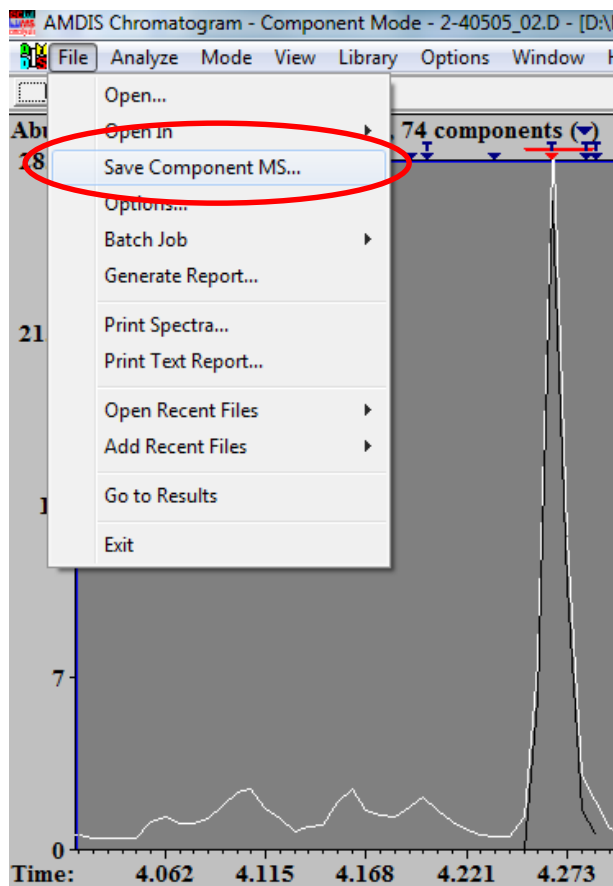 AMDIS Chromatogram - Component Mode - 2-40505_02.D - [D:\
File Analyze Mode View Library Options Window
Open...
Open In
, 74 components
Save Component MS...
Options...
Batch Job
Generate Report...
Print Spectra...
Print Text Report...
Open Recent Files
Add Recent Files
Go to Results
Exit
28
21
7
0
Time: 4.062 4.115 4.168 4.221 4.273